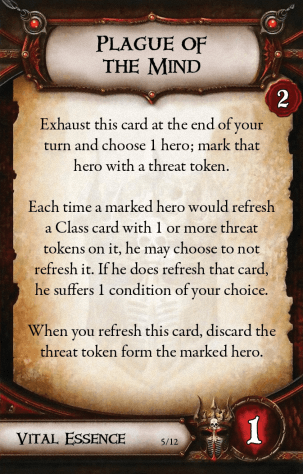 Plague of
the Mind
2
Exhaust this card at the end of your
turn and choose 1 hero; mark that
hero with a threat token.
Each time a marked hero would refresh
a Class card with 1 or more threat
tokens on it, he may choose to not
refresh it. If he does refresh that card,
he suffers 1 condition of your choice.
When you refresh this card, discard the
threat token form the marked hero.
Vital Essence 5/12
1